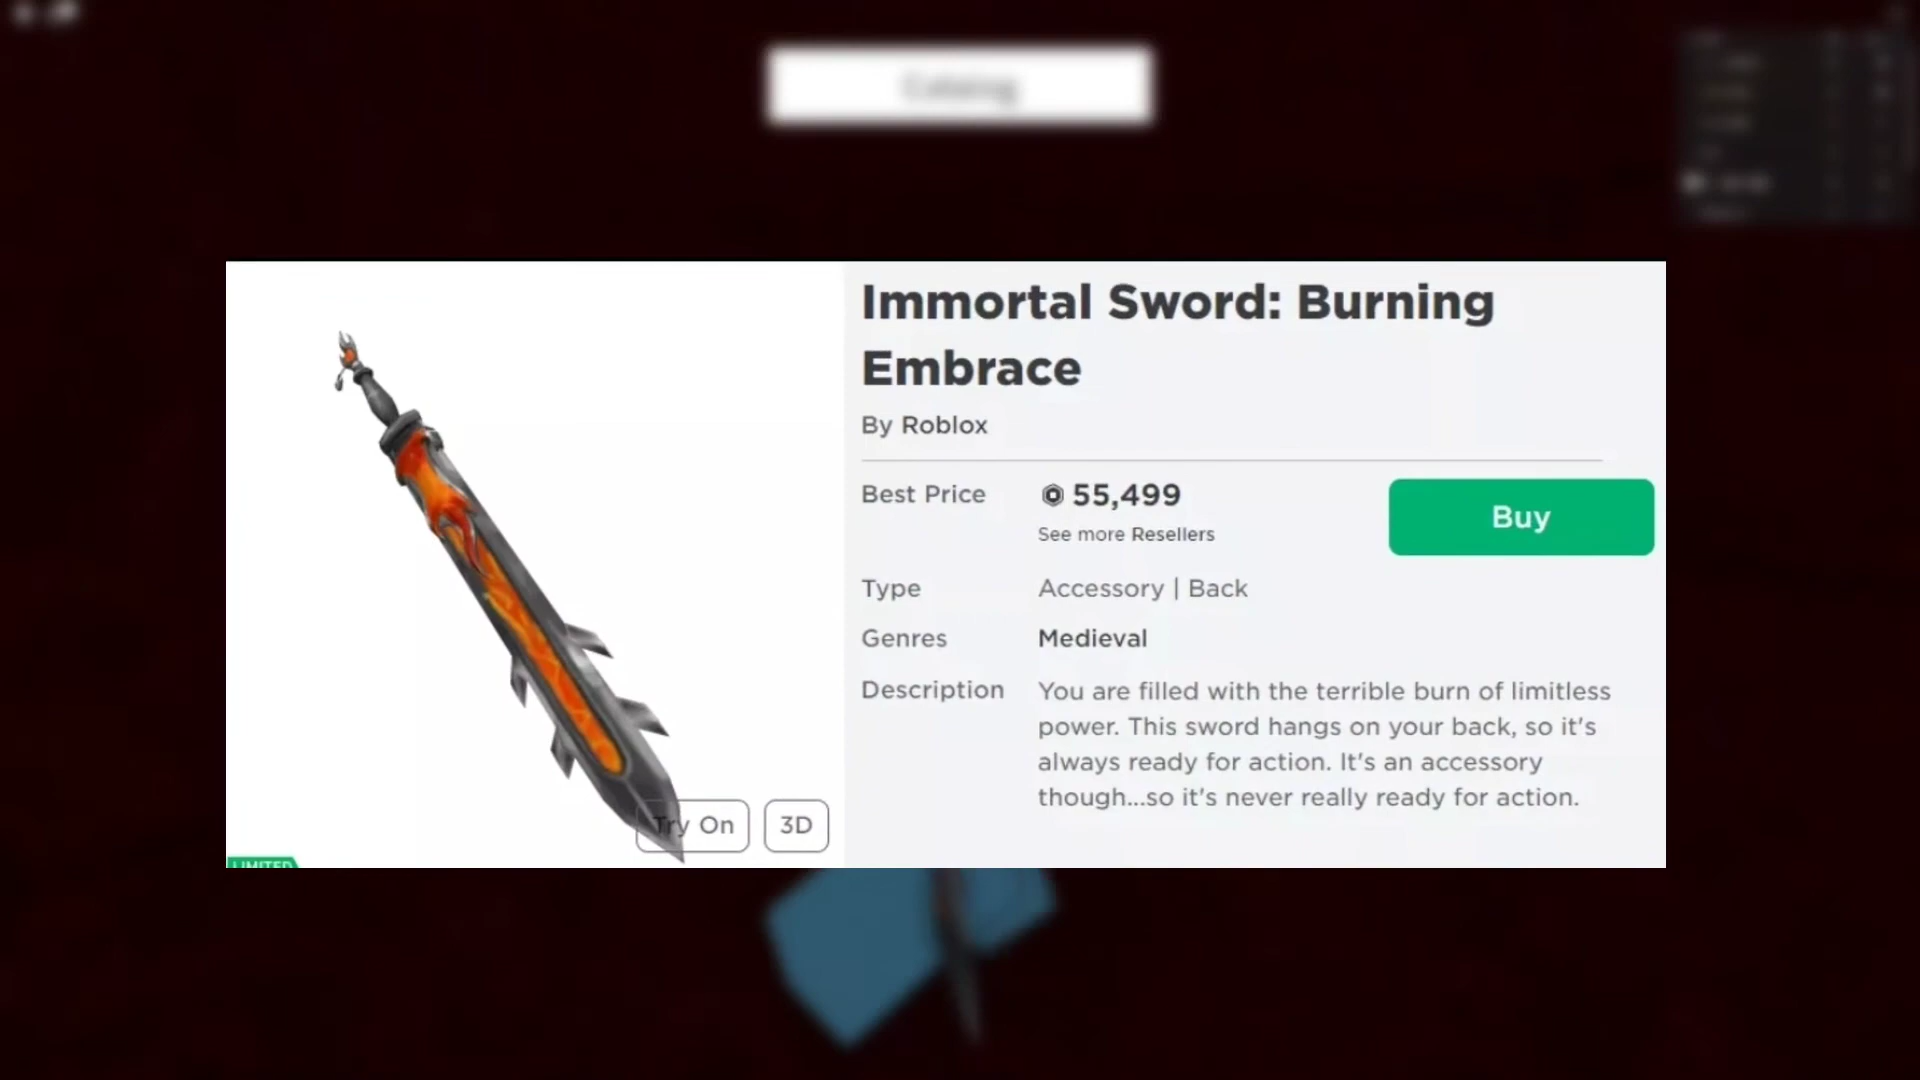 Catalog
Immortal Sword: Burning
Embrace
By Roblox
Best Price 55,499
See more Resellers
Buy
Type Accessory | Back
Genres Medieval
Description You are filled with the terrible burn of limitless
power. This sword hangs on your back, so it's
always ready for action. It's an accessory
though...so it's never really ready for action.
Try On 3D
LIMITED